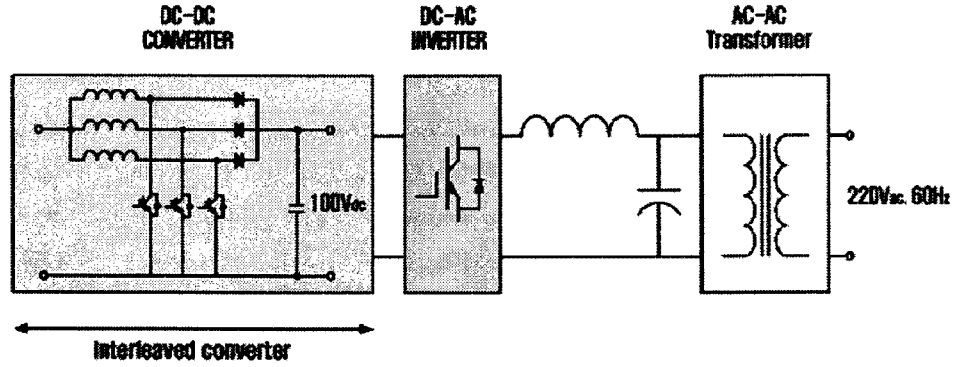 DC-DC
CONVERTER
DC-AC
INVERTER
AC-AC
Transformer
100Vdc
220Vac. 60Hz
Interleaved converter